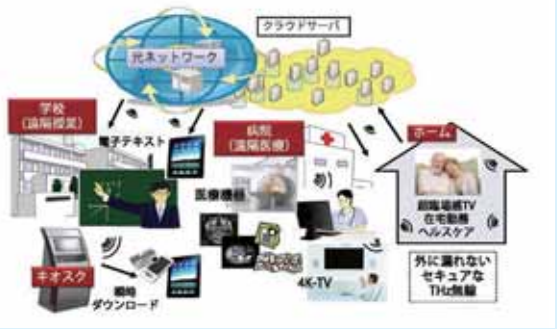 クラウドサーバ
光ネットワーク
学校
(遠隔授業)
電子テキスト
病院
(遠隔医療)
医療機器
ホーム
超臨場感TV
在宅勤務
ヘルスケア
キオスク
瞬時
ダウンロード
4K-TV
外に漏れない
セキュアな
THz無線